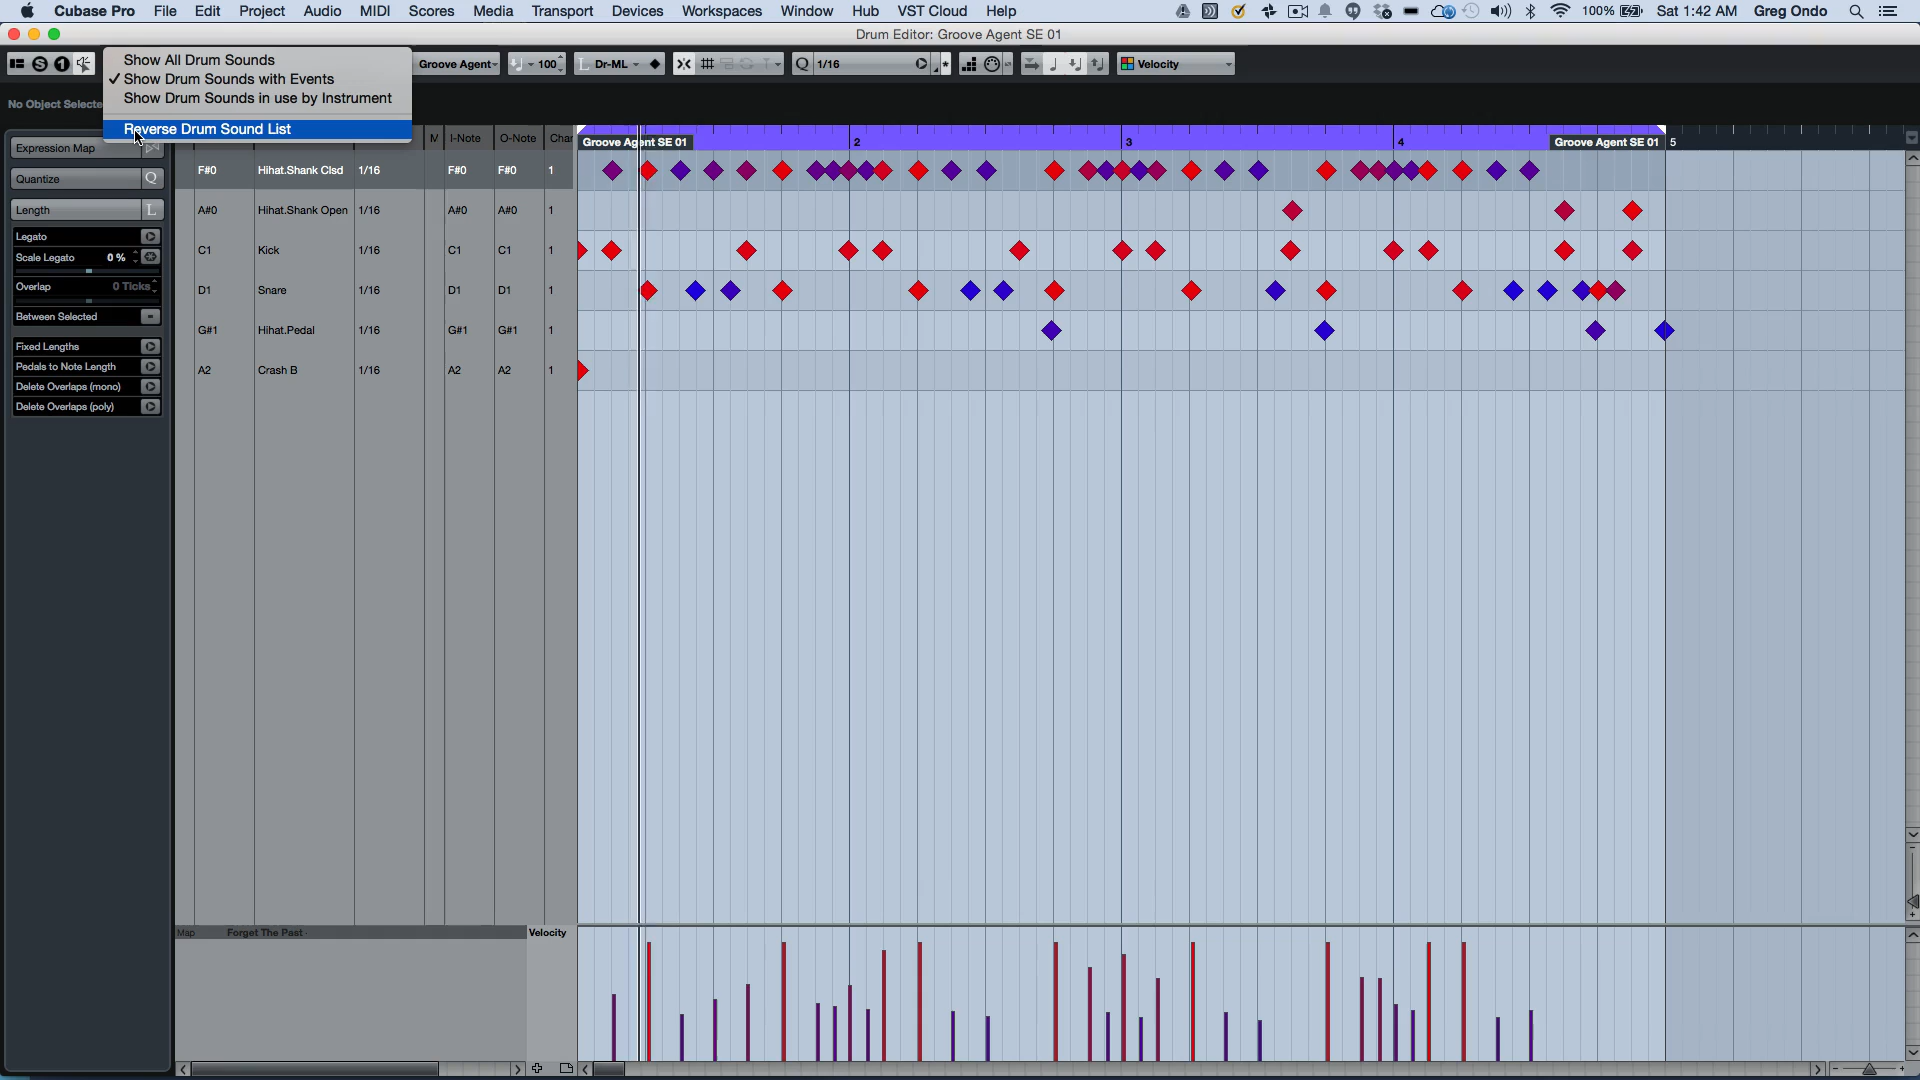 Cubase Pro File Edit Project Audio MIDI Scores Media Transport Devices Workspaces Window Hub VST Cloud Help 100% Sat 1:42 AM Greg Ondo
Drum Editor: Groove Agent SE 01
Show All Drum Sounds
✓ Show Drum Sounds with Events
Show Drum Sounds in use by Instrument
Reverse Drum Sound List
S 1 Groove Agent 100 L Dr-ML Q 1/16 Velocity
No Object Selecte
M I-Note O-Note Chan
Groove Agent SE 01 2 3 4 Groove Agent SE 01 5
Expression Map
Quantize Q
Length L
Legato
Scale Legato 0 %
Overlap 0 Ticks
Between Selected
Fixed Lengths
Pedals to Note Length
Delete Overlaps (mono)
Delete Overlaps (poly)
F#0 Hihat.Shank Clsd 1/16 F#0 F#0 1
A#0 Hihat.Shank Open 1/16 A#0 A#0 1
C1 Kick 1/16 C1 C1 1
D1 Snare 1/16 D1 D1 1
G#1 Hihat.Pedal 1/16 G#1 G#1 1
A2 Crash B 1/16 A2 A2 1
Map Forget The Past
Velocity